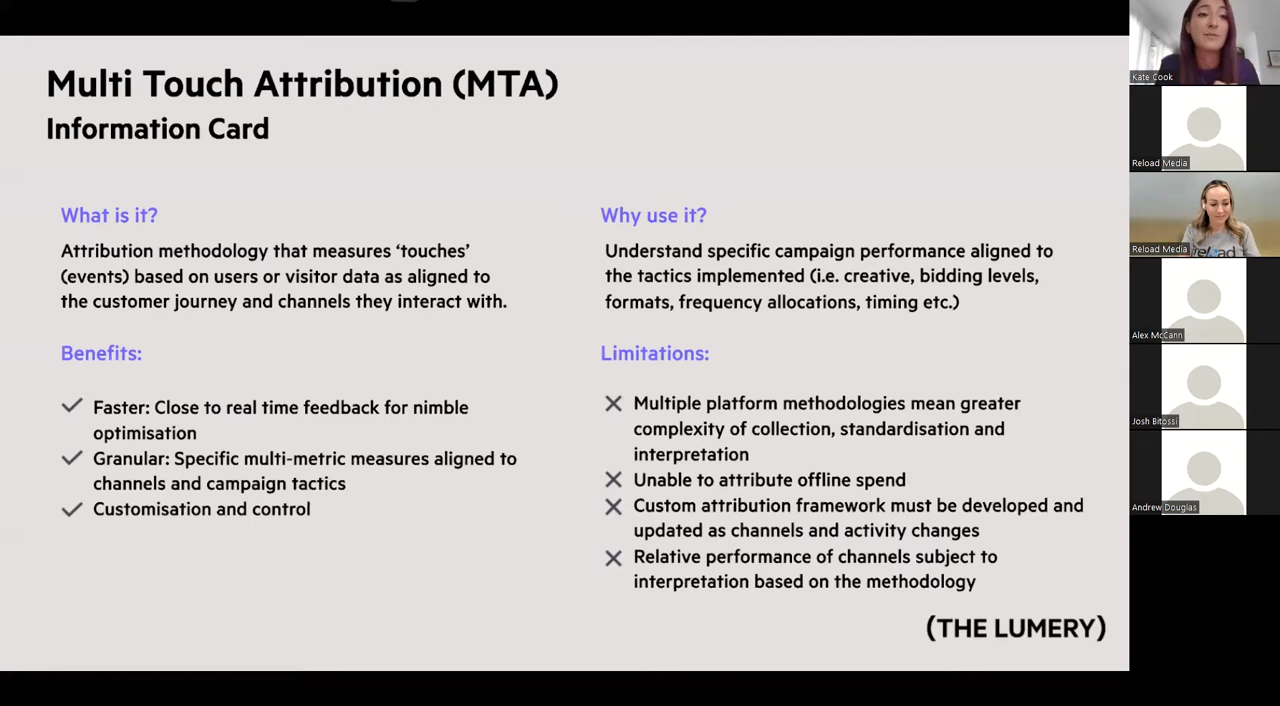 Multi Touch Attribution (MTA)
Information Card
What is it?
Attribution methodology that measures ‘touches’
(events) based on users or visitor data as aligned to
the customer journey and channels they interact with.
Why use it?
Understand specific campaign performance aligned to
the tactics implemented (i.e. creative, bidding levels,
formats, frequency allocations, timing etc.)
Benefits:
Faster: Close to real time feedback for nimble
optimisation
Granular: Specific multi-metric measures aligned to
channels and campaign tactics
Customisation and control
Limitations:
Multiple platform methodologies mean greater
complexity of collection, standardisation and
interpretation
Unable to attribute offline spend
Custom attribution framework must be developed and
updated as channels and activity changes
Relative performance of channels subject to
interpretation based on the methodology
(THE LUMERY)
Kate Cook
Reload Media
Reload Media
Alex McCann
Josh Bitossi
Andrew Douglas